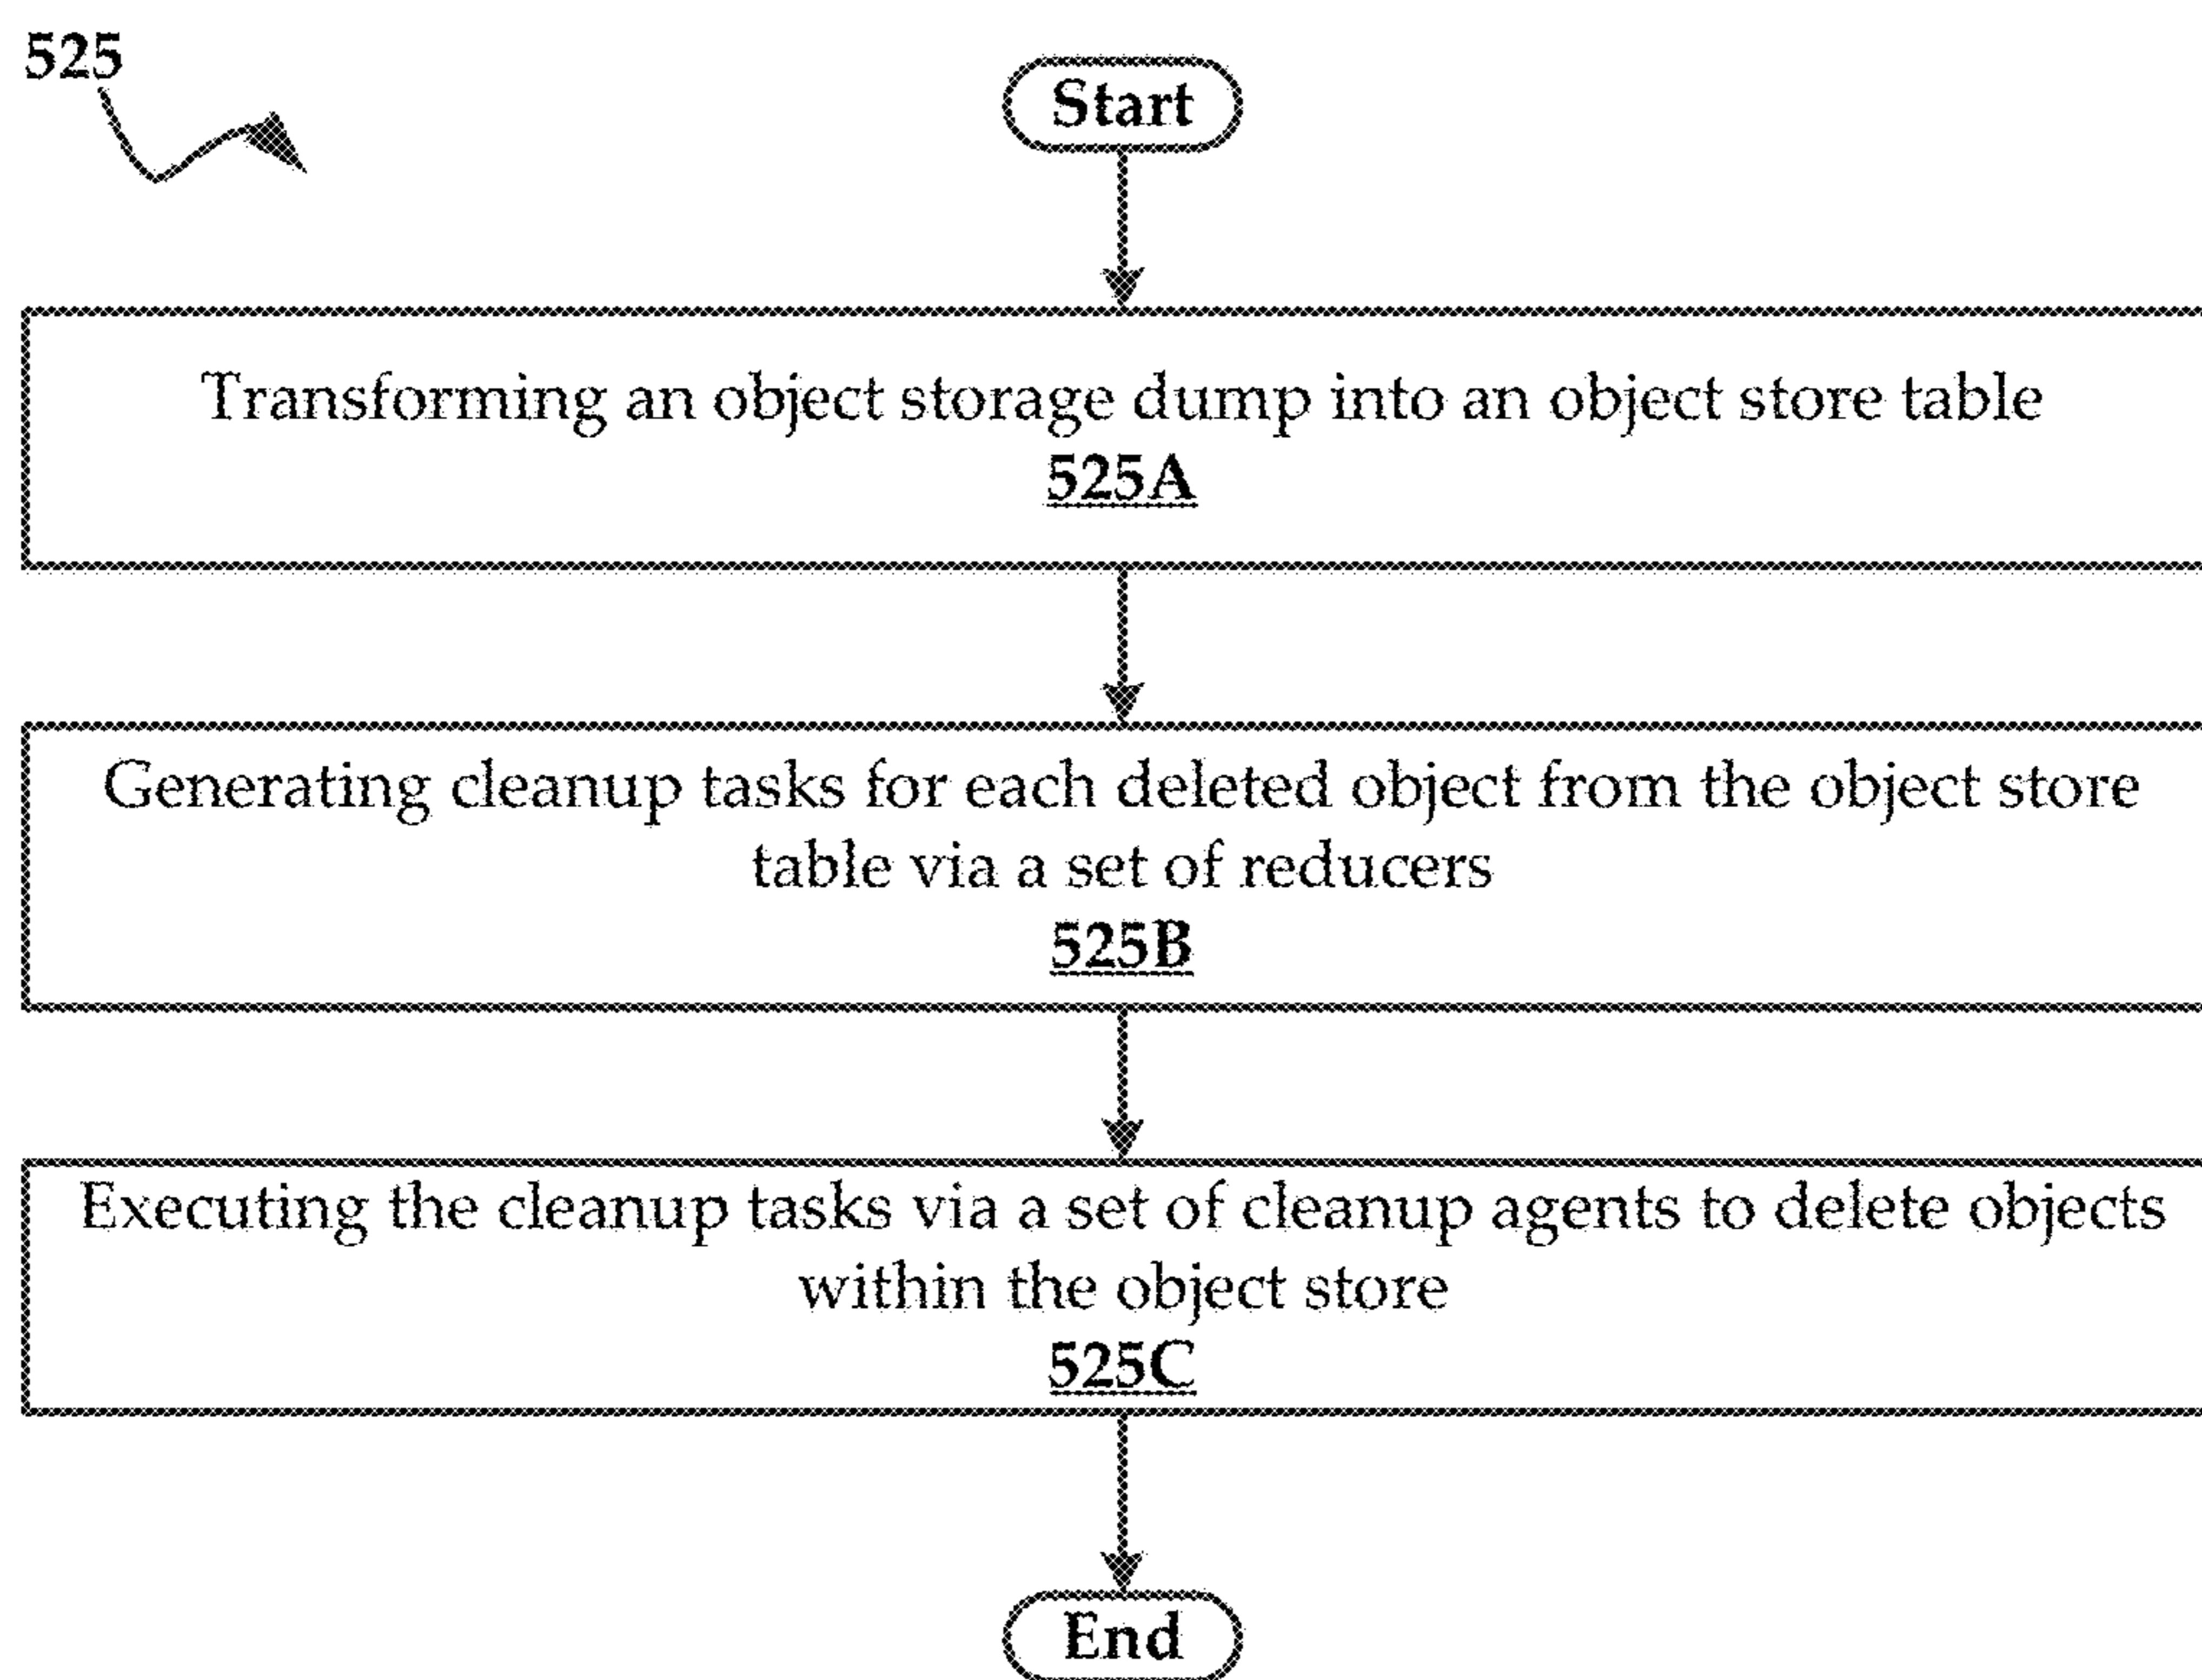 525
Start
Transforming an object storage dump into an object store table
525A
Generating cleanup tasks for each deleted object from the object store
table via a set of reducers
525B
Executing the cleanup tasks via a set of cleanup agents to delete objects
within the object store
525C
End